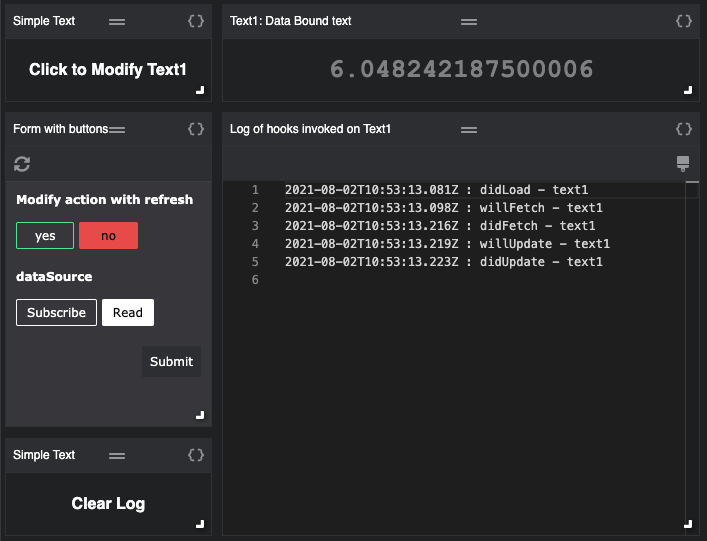 Simple Text
Click to Modify Text1
Text1: Data Bound text
6.048242187500006
Form with buttons
Modify action with refresh
yes no
dataSource
Subscribe Read
Submit
Log of hooks invoked on Text1
1 2021-08-02T10:53:13.081Z : didLoad - text1
2 2021-08-02T10:53:13.098Z : willFetch - text1
3 2021-08-02T10:53:13.216Z : didFetch - text1
4 2021-08-02T10:53:13.219Z : willUpdate - text1
5 2021-08-02T10:53:13.223Z : didUpdate - text1
6
Simple Text
Clear Log